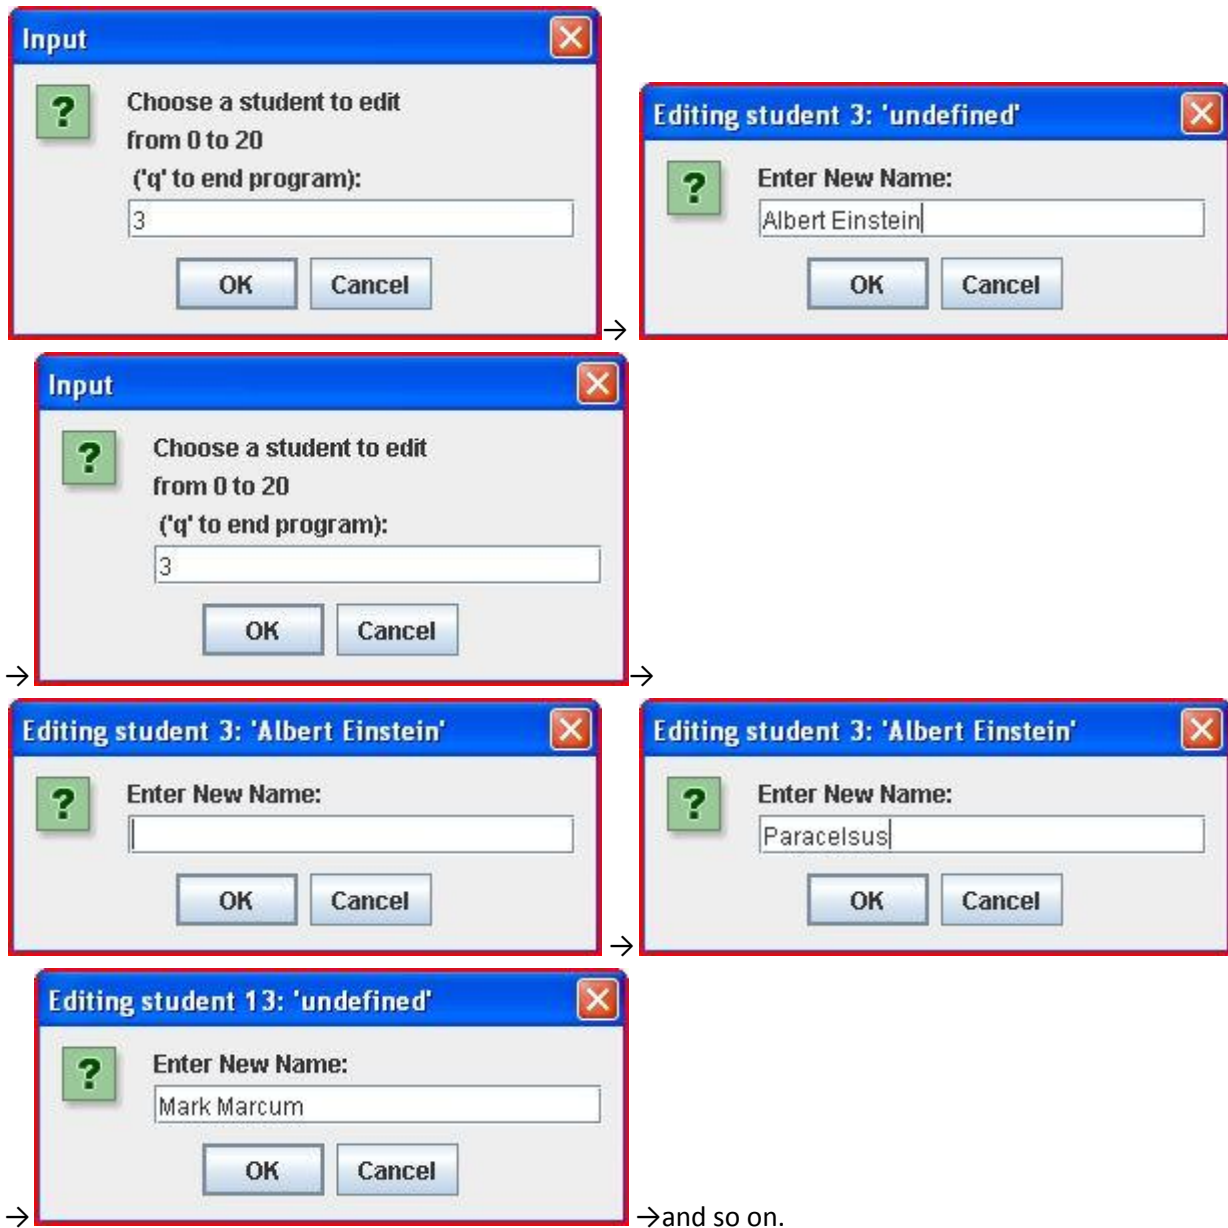 Input
?
Choose a student to edit
from 0 to 20
('q' to end program):
3
OK Cancel
→
Editing student 3: 'undefined'
?
Enter New Name:
Albert Einstein
OK Cancel
→
Input
?
Choose a student to edit
from 0 to 20
('q' to end program):
3
OK Cancel
→
Editing student 3: 'Albert Einstein'
?
Enter New Name:
OK Cancel
→
Editing student 3: 'Albert Einstein'
?
Enter New Name:
Paracelsus
OK Cancel
→
Editing student 13: 'undefined'
?
Enter New Name:
Mark Marcum
OK Cancel
→and so on.